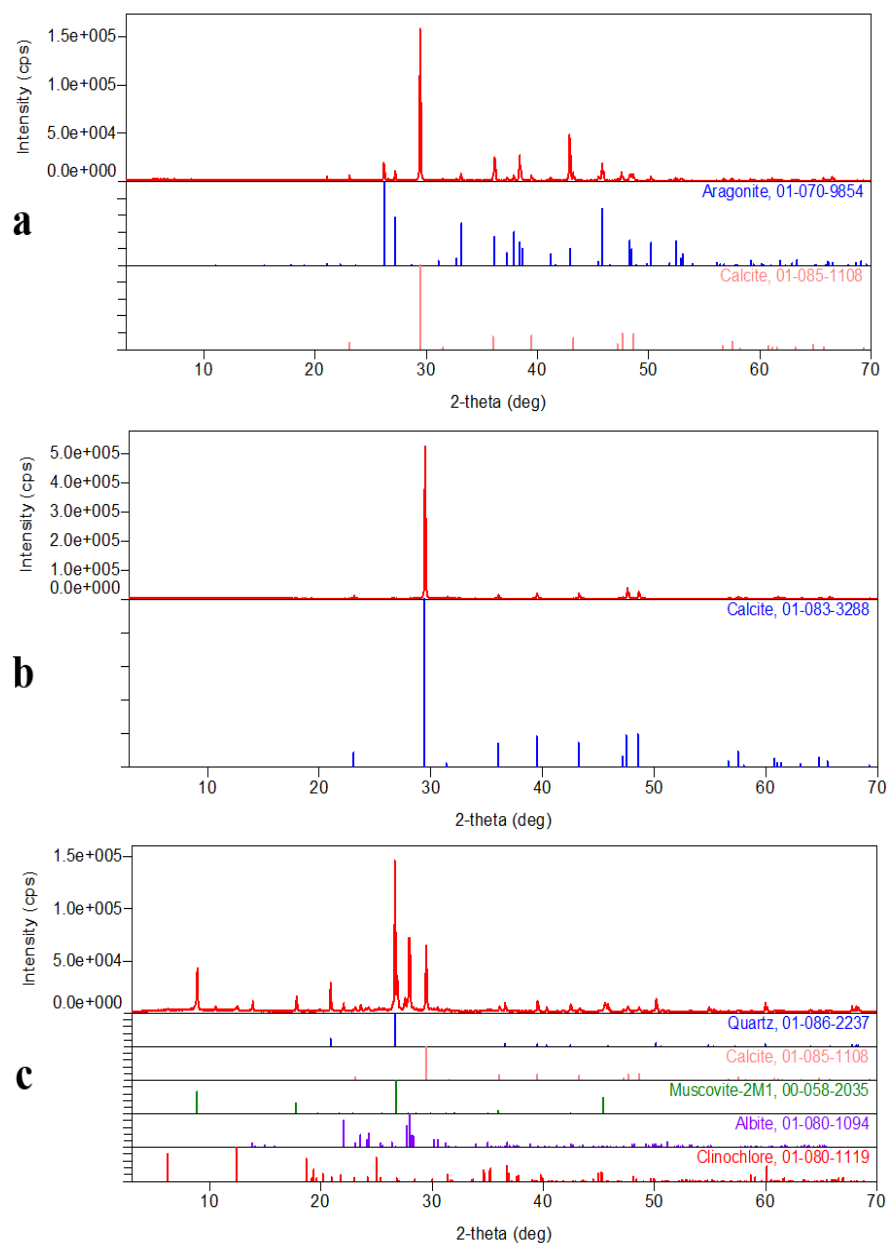 a
Intensity (cps)
1.5e+005
1.0e+005
5.0e+004
0.0e+000
Aragonite, 01-070-9854
Calcite, 01-085-1108
10 20 30 40 50 60 70
2-theta (deg)
b
Intensity (cps)
5.0e+005
4.0e+005
3.0e+005
2.0e+005
1.0e+005
0.0e+000
Calcite, 01-083-3288
10 20 30 40 50 60 70
2-theta (deg)
c
Intensity (cps)
1.5e+005
1.0e+005
5.0e+004
0.0e+000
Quartz, 01-086-2237
Calcite, 01-085-1108
Muscovite-2M1, 00-058-2035
Albite, 01-080-1094
Clinochlore, 01-080-1119
10 20 30 40 50 60 70
2-theta (deg)